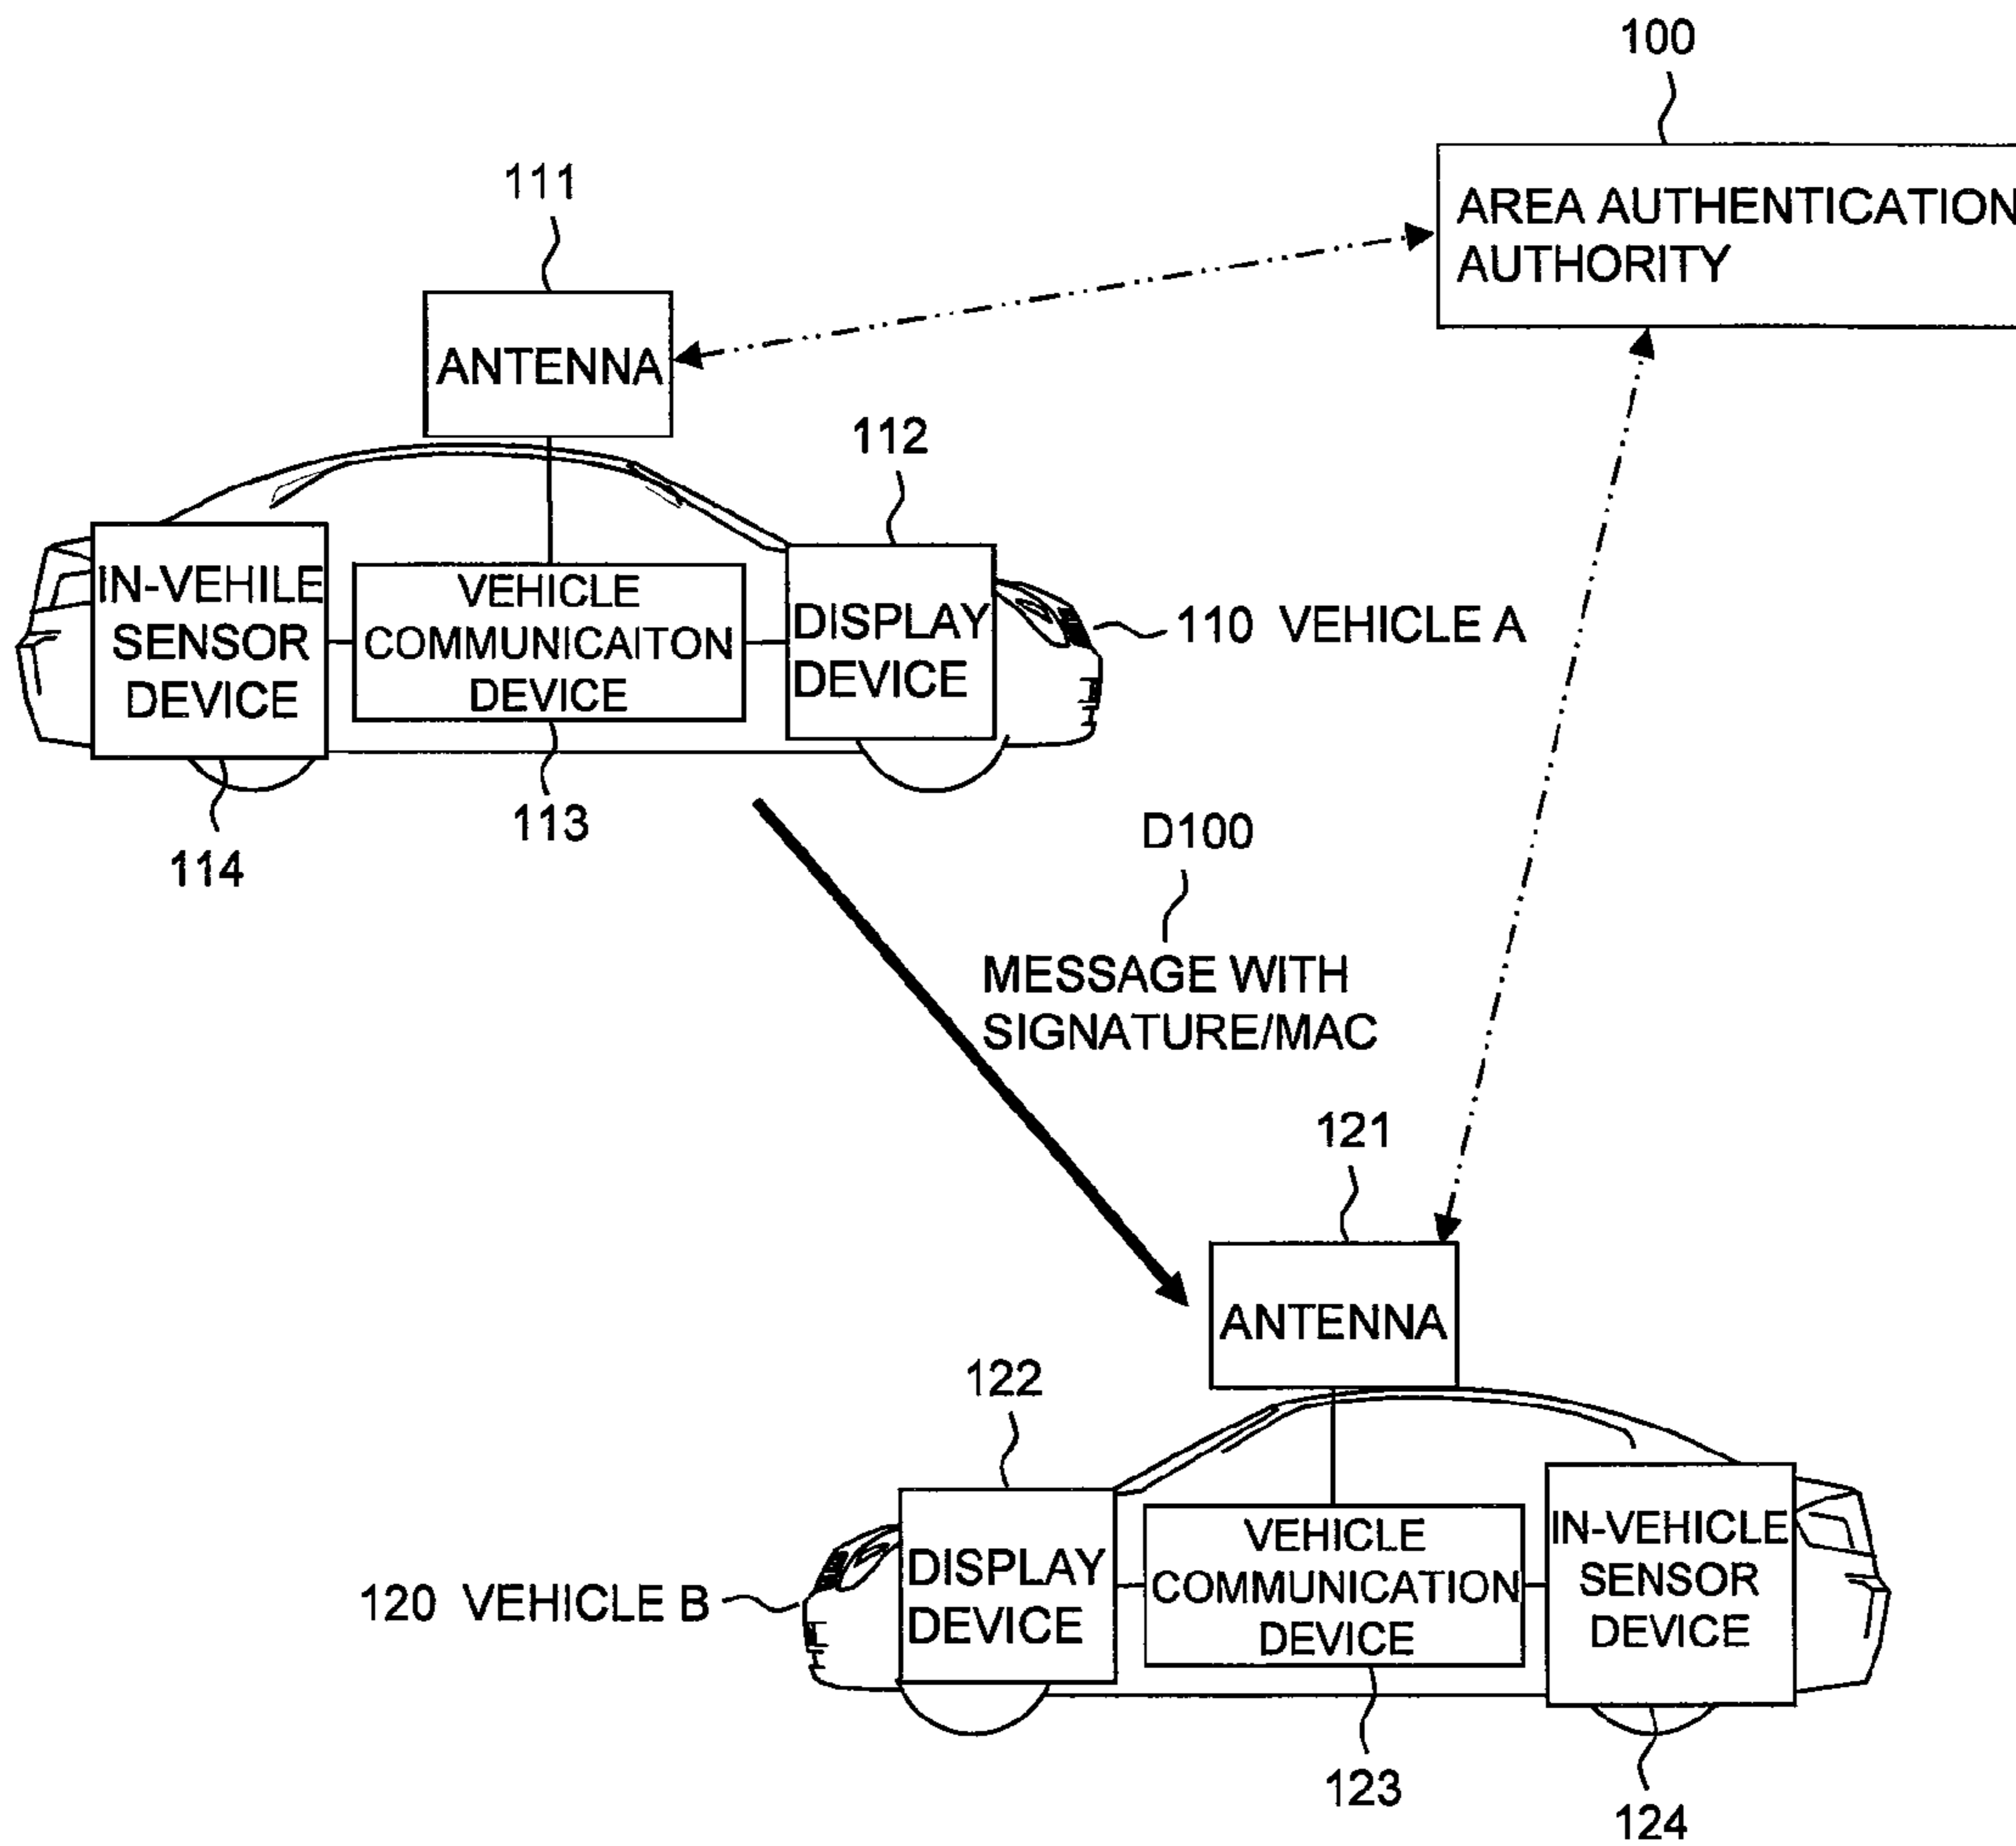 100
AREA AUTHENTICATION
AUTHORITY
111
ANTENNA
112
IN-VEHILE
SENSOR
DEVICE
VEHICLE
COMMUNICAITON
DEVICE
DISPLAY
DEVICE
110 VEHICLE A
113
114
D100
MESSAGE WITH
SIGNATURE/MAC
121
ANTENNA
122
120 VEHICLE B
DISPLAY
DEVICE
VEHICLE
COMMUNICATION
DEVICE
IN-VEHICLE
SENSOR
DEVICE
123
124